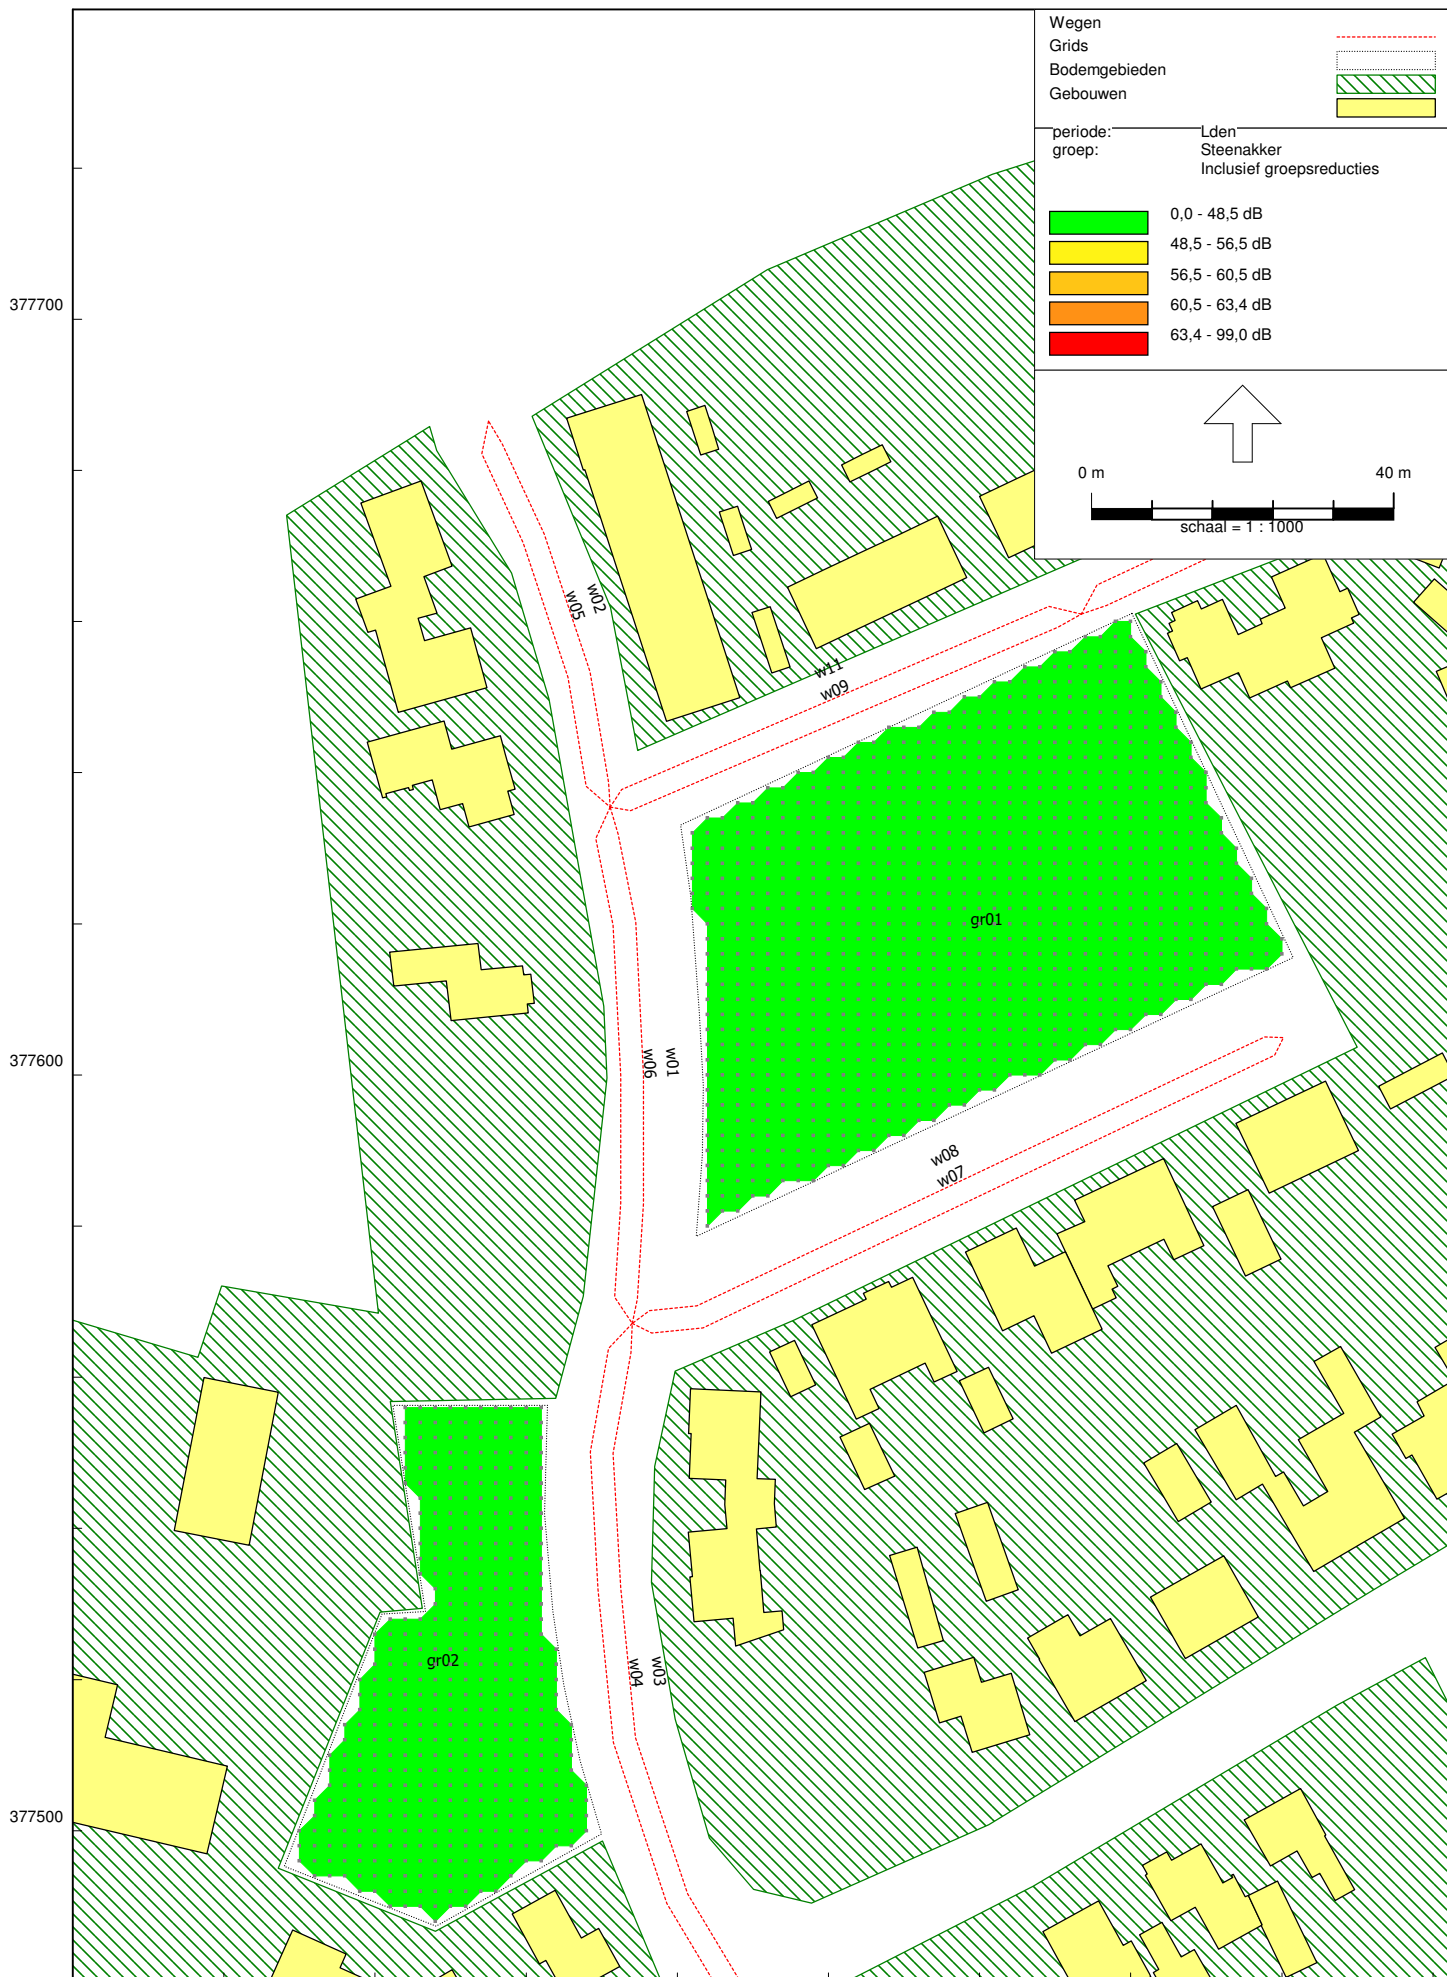 Wegen
Grids
Bodemgebieden
Gebouwen
periode: Lden
groep: Steenakker
Inclusief groepsreducties
0,0 - 48,5 dB
48,5 - 56,5 dB
56,5 - 60,5 dB
60,5 - 63,4 dB
63,4 - 99,0 dB
0 m 40 m
schaal = 1 : 1000
377700
w05
w02
w11
w09
gr01
377600
w06
w01
w08
w07
gr02
w04
w03
377500